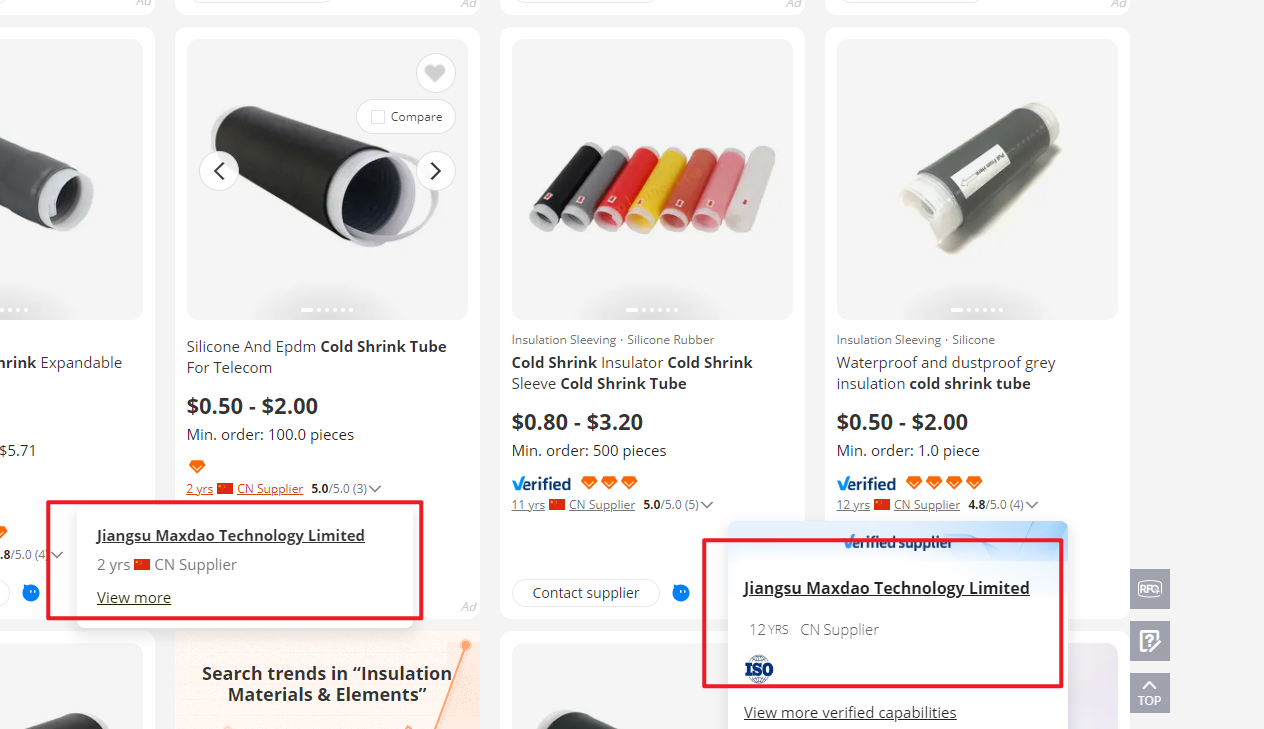 Ad
Ad
Ad
Ad
Compare
Pull From Here
hrink Expandable
$5.71
.8/5.0 (4)
Silicone And Epdm Cold Shrink Tube
For Telecom
$0.50 - $2.00
Min. order: 100.0 pieces
2 yrs CN Supplier 5.0/5.0 (3)
Insulation Sleeving · Silicone Rubber
Cold Shrink Insulator Cold Shrink
Sleeve Cold Shrink Tube
$0.80 - $3.20
Min. order: 500 pieces
Verified
11 yrs CN Supplier 5.0/5.0 (5)
Contact supplier
Insulation Sleeving · Silicone
Waterproof and dustproof grey
insulation cold shrink tube
$0.50 - $2.00
Min. order: 1.0 piece
Verified
12 yrs CN Supplier 4.8/5.0 (4)
Jiangsu Maxdao Technology Limited
2 yrs CN Supplier
View more
Ad
Verified supplier
Jiangsu Maxdao Technology Limited
12 YRS CN Supplier
ISO
View more verified capabilities
Search trends in “Insulation
Materials & Elements”
RFQ
TOP